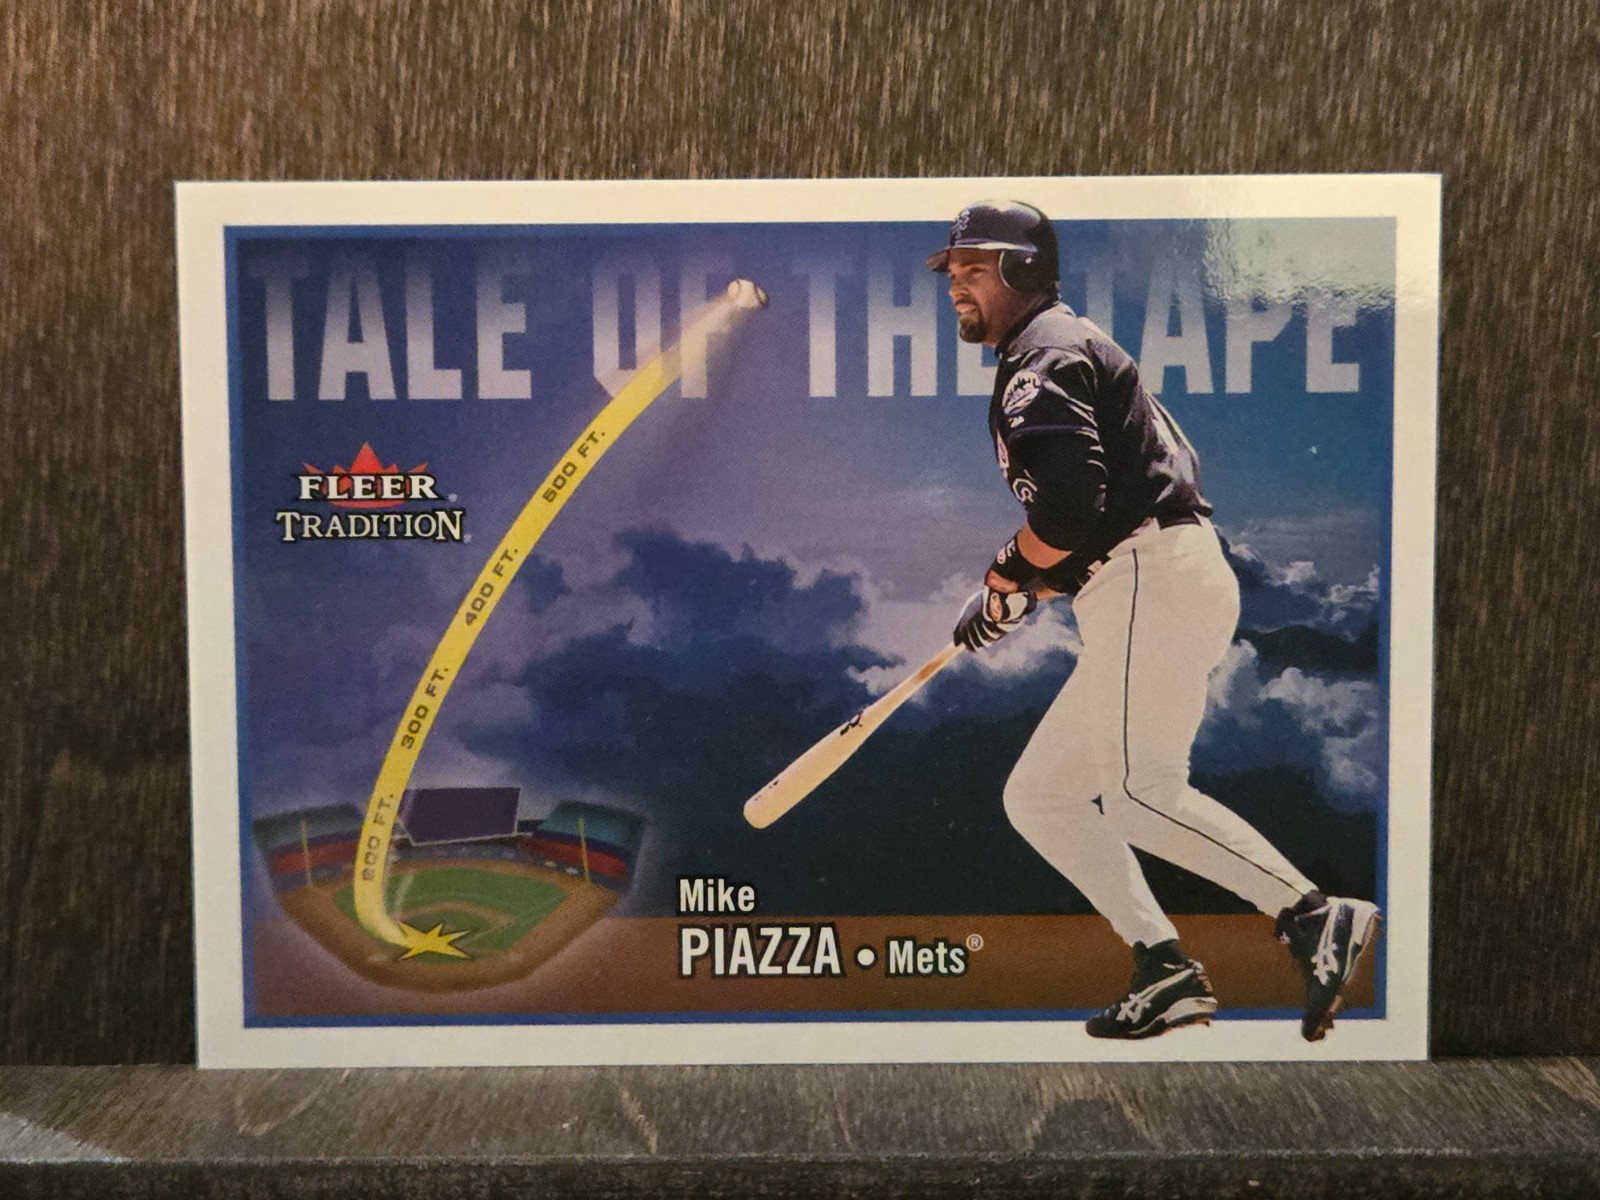 TALE OF THE TAPE
FLEER
TRADITION
500 FT.
400 FT.
300 FT.
200 FT.
Mike
PIAZZA • Mets®